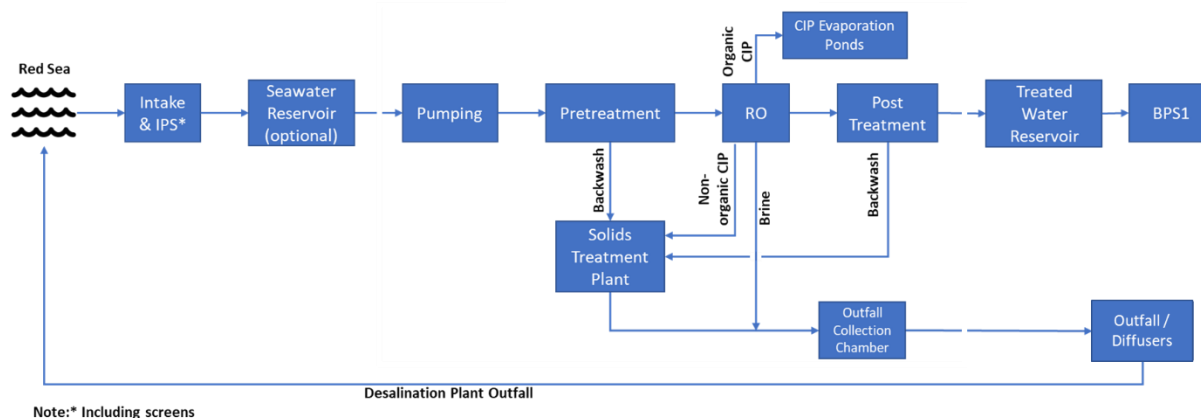 CIP Evaporation
Ponds
Organic
CIP
Red Sea
Intake
& IPS*
Seawater
Reservoir
(optional)
Pumping
Pretreatment
RO
Post
Treatment
Treated
Water
Reservoir
BPS1
Backwash
Non-
organic CIP
Brine
Backwash
Solids
Treatment
Plant
Outfall
Collection
Chamber
Outfall /
Diffusers
Desalination Plant Outfall
Note:* Including screens